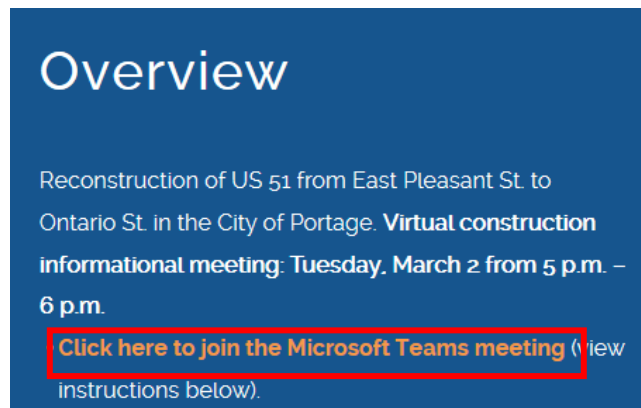 Overview
Reconstruction of US 51 from East Pleasant St. to
Ontario St. in the City of Portage. Virtual construction
informational meeting: Tuesday, March 2 from 5 p.m. –
6 p.m.
Click here to join the Microsoft Teams meeting (view
instructions below).